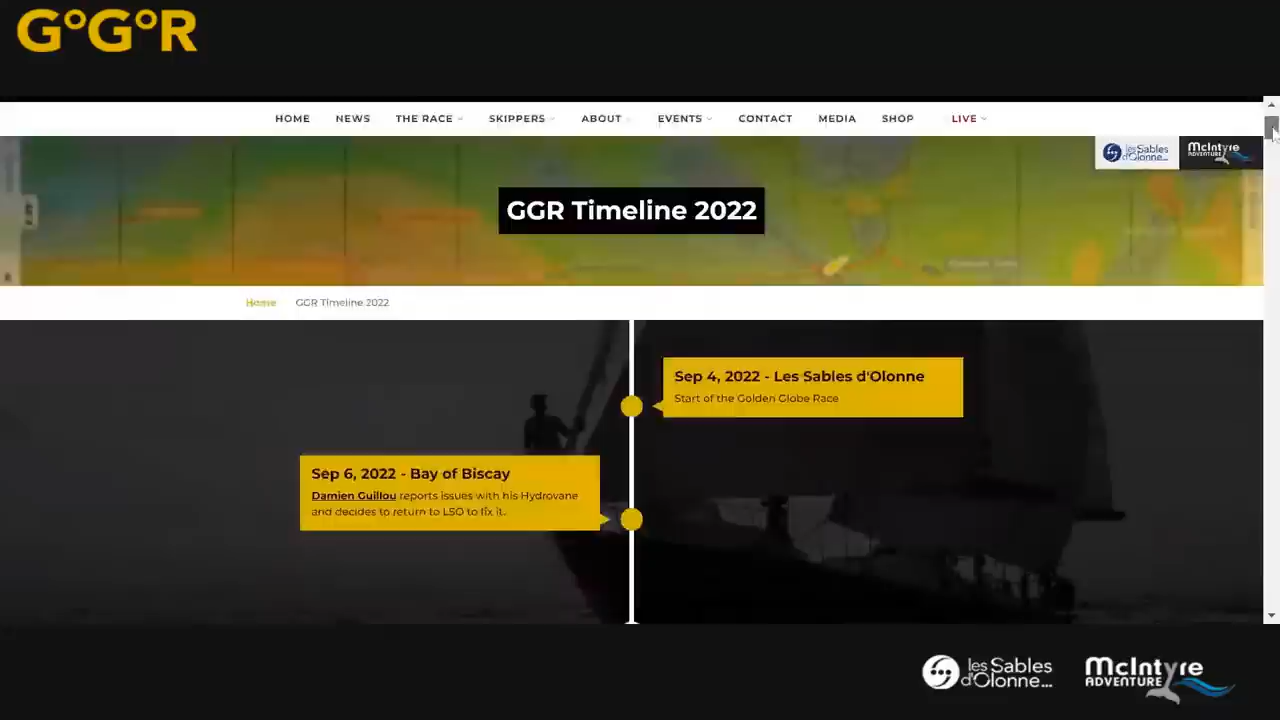 G°G°R
HOME NEWS THE RACE SKIPPERS ABOUT EVENTS CONTACT MEDIA SHOP LIVE
les Sables
d'Olonne...
McIntyre
ADVENTURE
GGR Timeline 2022
Home GGR Timeline 2022
Sep 4, 2022 - Les Sables d'Olonne
Start of the Golden Globe Race
Sep 6, 2022 - Bay of Biscay
Damien Guillou reports issues with his Hydrovane
and decides to return to LSO to fix it.
les Sables
d'Olonne...
McIntyre
ADVENTURE